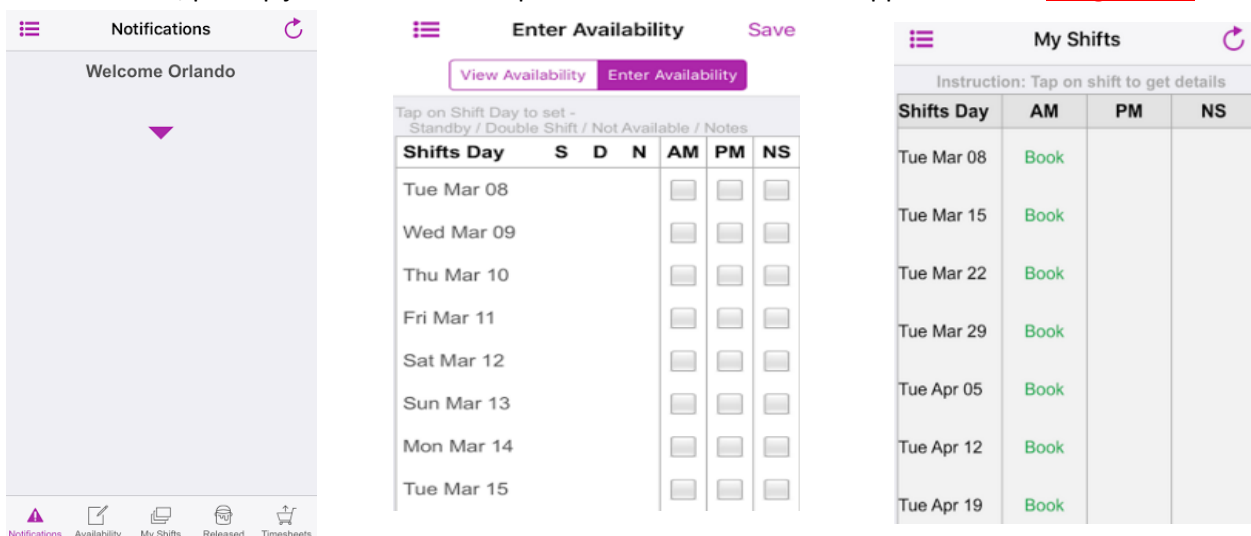 Notifications
Welcome Orlando
Notifications Availability My Shifts Released Timesheets
Enter Availability Save
View Availability Enter Availability
Tap on Shift Day to set -
Standby / Double Shift / Not Available / Notes
Shifts Day S D N AM PM NS
Tue Mar 08
Wed Mar 09
Thu Mar 10
Fri Mar 11
Sat Mar 12
Sun Mar 13
Mon Mar 14
Tue Mar 15
My Shifts
Instruction: Tap on shift to get details
Shifts Day AM PM NS
Tue Mar 08 Book
Tue Mar 15 Book
Tue Mar 22 Book
Tue Mar 29 Book
Tue Apr 05 Book
Tue Apr 12 Book
Tue Apr 19 Book